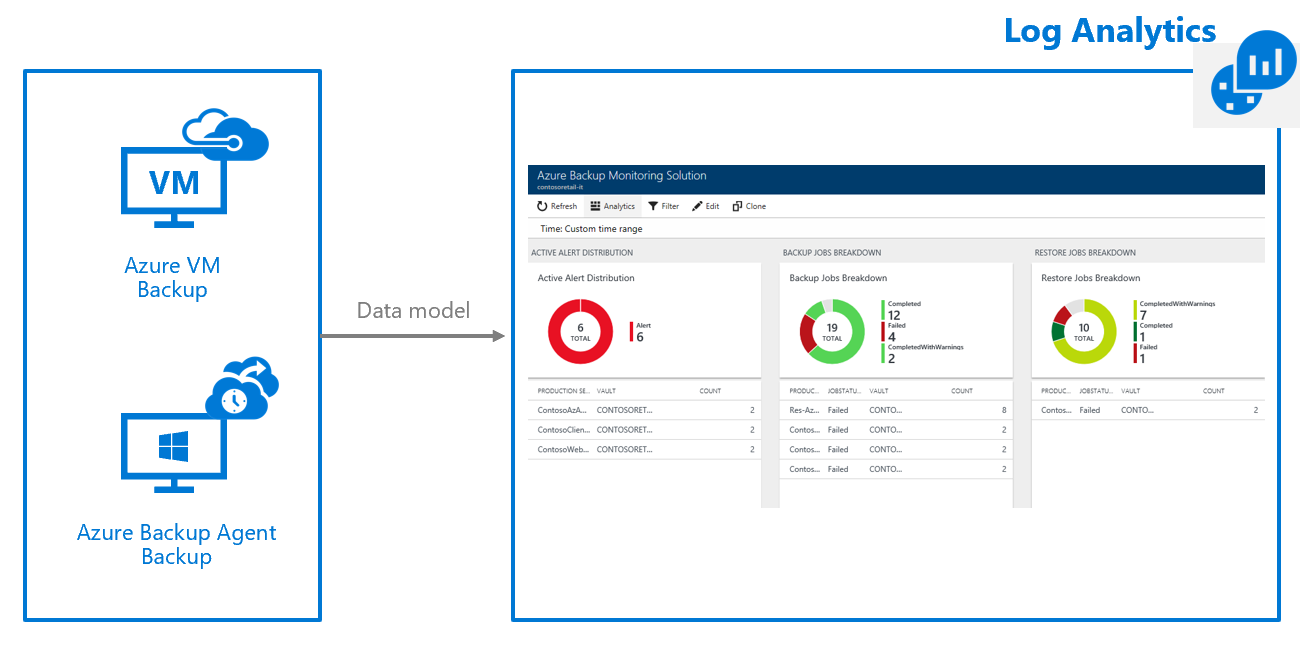 Log Analytics
VM
Azure VM
Backup
Azure Backup Agent
Backup
Data model
Azure Backup Monitoring Solution
contosoretail-it
Refresh
Analytics
Filter
Edit
Clone
Time: Custom time range
ACTIVE ALERT DISTRIBUTION
Active Alert Distribution
6
TOTAL
Alert
6
PRODUCTION SE... VAULT COUNT
ContosoAzA... CONTOSORET... 2
ContosoClien... CONTOSORET... 2
ContosoWeb... CONTOSORET... 2
BACKUP JOBS BREAKDOWN
Backup Jobs Breakdown
19
TOTAL
Completed
12
Failed
4
CompletedWithWarnings
2
PRODUC... JOBSTATU... VAULT COUNT
Res-Az... Failed CONTO... 8
Contos... Failed CONTO... 2
Contos... Failed CONTO... 2
Contos... Failed CONTO... 2
RESTORE JOBS BREAKDOWN
Restore Jobs Breakdown
10
TOTAL
CompletedWithWarnings
7
Completed
1
Failed
1
PRODUC... JOBSTATU... VAULT COUNT
Contos... Failed CONTO... 2